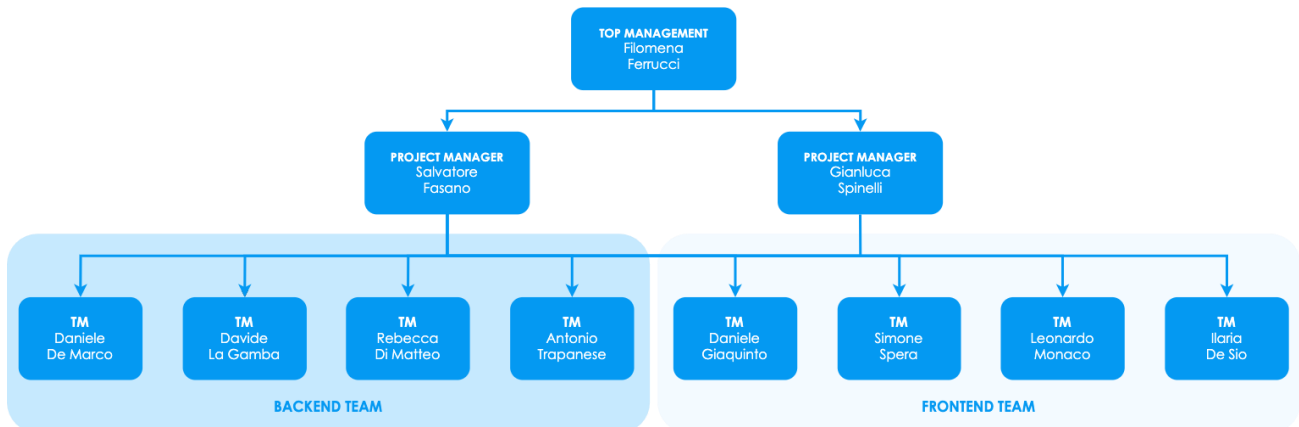 TOP MANAGEMENT
Filomena
Ferrucci
PROJECT MANAGER
Salvatore
Fasano
PROJECT MANAGER
Gianluca
Spinelli
TM
Daniele
De Marco
TM
Davide
La Gamba
TM
Rebecca
Di Matteo
TM
Antonio
Trapanese
TM
Daniele
Giaquinto
TM
Simone
Spera
TM
Leonardo
Monaco
TM
Ilaria
De Sio
BACKEND TEAM
FRONTEND TEAM